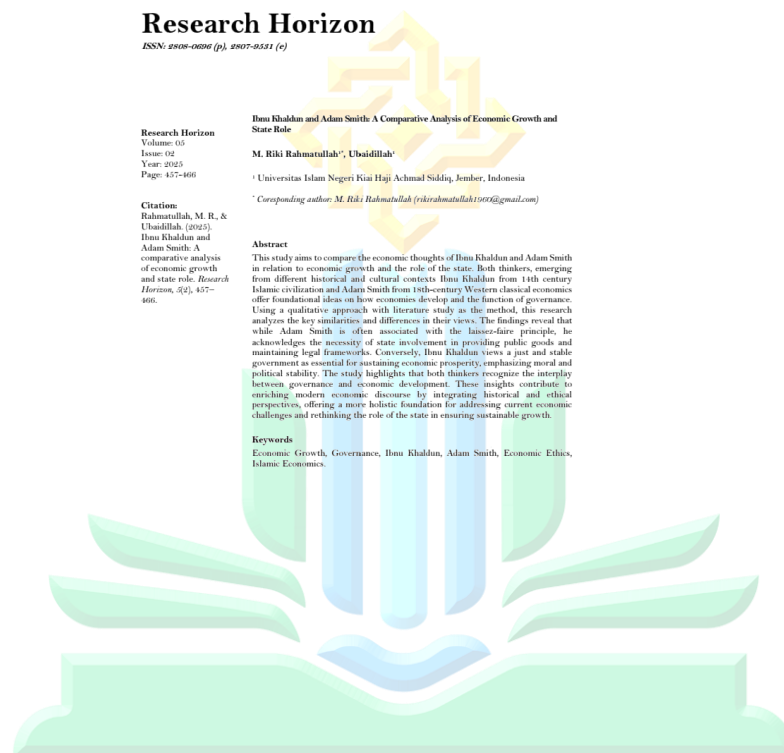 Research Horizon
ISSN: 2808-0696 (p), 2807-9531 (e)
Research Horizon
Volume: 05
Issue: 02
Year: 2025
Page: 457-466
Citation:
Rahmatullah, M. R., &
Ubaidillah. (2025).
Ibnu Khaldun and
Adam Smith: A
comparative analysis
of economic growth
and state role. Research
Horizon, 5(2), 457–
466.
Ibnu Khaldun and Adam Smith: A Comparative Analysis of Economic Growth and
State Role
M. Riki Rahmatullah¹*, Ubaidillah¹
¹ Universitas Islam Negeri Kiai Haji Achmad Siddiq, Jember, Indonesia
* Coresponding author: M. Riki Rahmatullah (rikirahmatullah1960@gmail.com)
Abstract
This study aims to compare the economic thoughts of Ibnu Khaldun and Adam Smith
in relation to economic growth and the role of the state. Both thinkers, emerging
from different historical and cultural contexts Ibnu Khaldun from 14th century
Islamic civilization and Adam Smith from 18th-century Western classical economics
offer foundational ideas on how economies develop and the function of governance.
Using a qualitative approach with literature study as the method, this research
analyzes the key similarities and differences in their views. The findings reveal that
while Adam Smith is often associated with the laissez-faire principle, he
acknowledges the necessity of state involvement in providing public goods and
maintaining legal frameworks. Conversely, Ibnu Khaldun views a just and stable
government as essential for sustaining economic prosperity, emphasizing moral and
political stability. The study highlights that both thinkers recognize the interplay
between governance and economic development. These insights contribute to
enriching modern economic discourse by integrating historical and ethical
perspectives, offering a more holistic foundation for addressing current economic
challenges and rethinking the role of the state in ensuring sustainable growth.
Keywords
Economic Growth, Governance, Ibnu Khaldun, Adam Smith, Economic Ethics,
Islamic Economics.